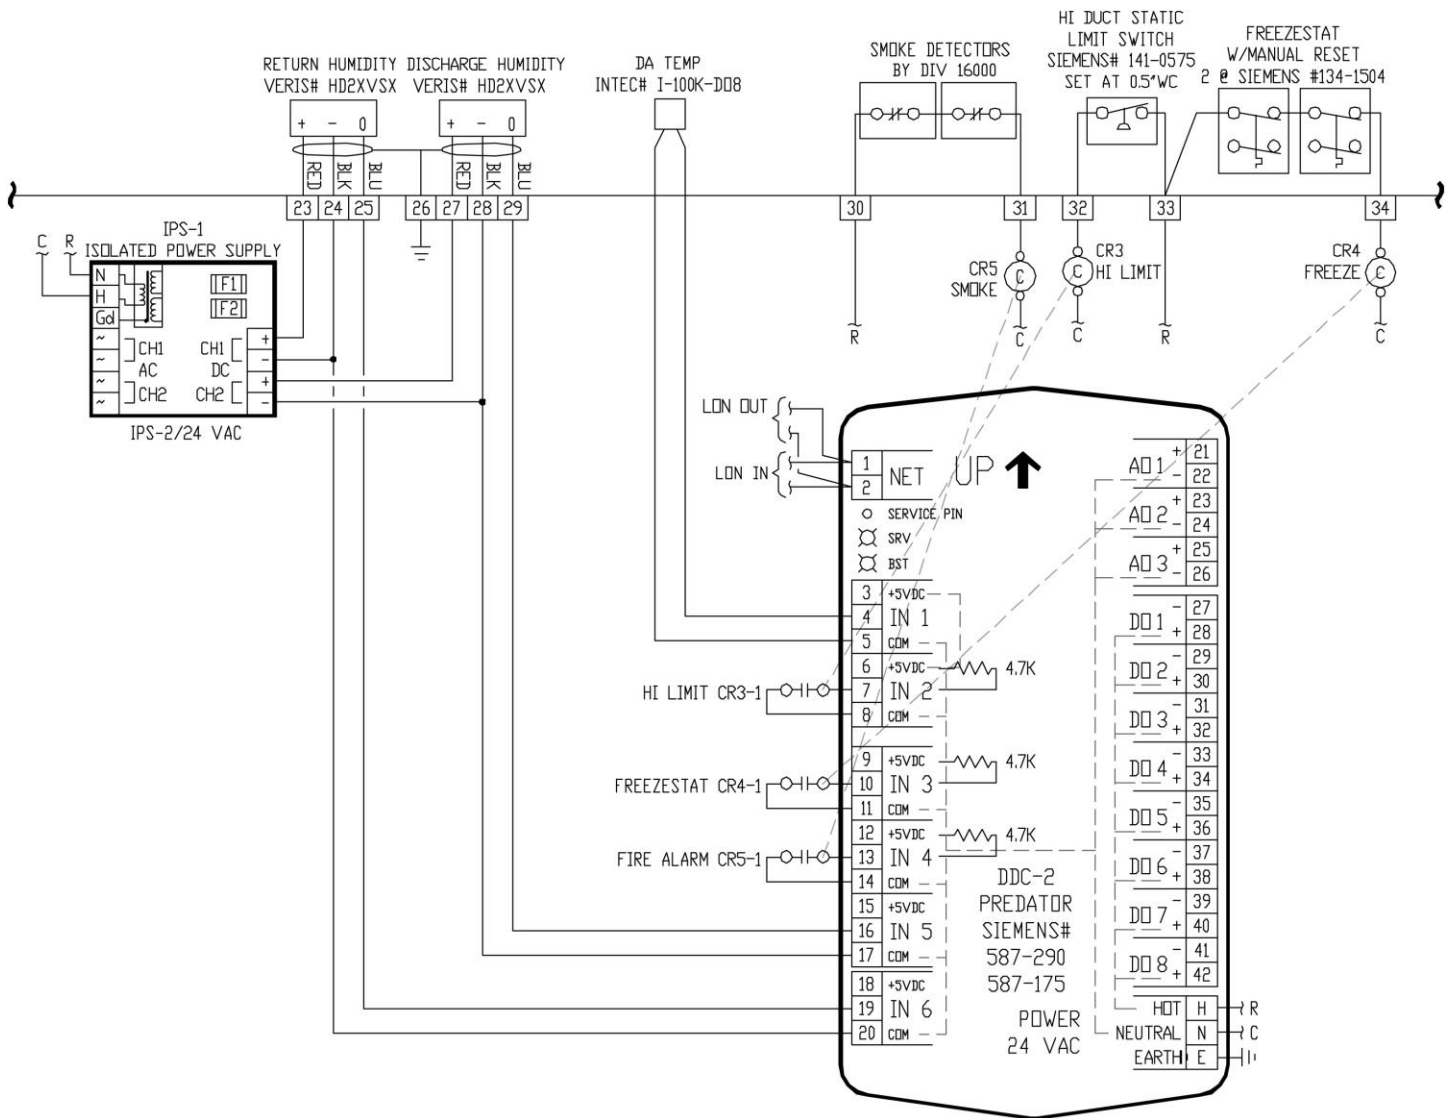 RETURN HUMIDITY
VERIS# HD2XVSX
DISCHARGE HUMIDITY
VERIS# HD2XVSX
DA TEMP
INTEC# I-100K-D08
SMOKE DETECTORS
BY DIV 16000
HI DUCT STATIC
LIMIT SWITCH
SIEMENS# 141-0575
SET AT 0.5"WC
FREEZESTAT
W/MANUAL RESET
2 @ SIEMENS #134-1504
+ - 0
+ - 0
RED BLK BLU
RED BLK BLU
23 24 25 26 27 28 29
30 31 32 33 34
C R
IPS-1
ISOLATED POWER SUPPLY
N
H
Gd
~
~
~
~
F1
F2
CH1
AC
CH2
CH1
DC
CH2
+
-
+
-
IPS-2/24 VAC
CR5
SMOKE
C
CR3
HI LIMIT
C
CR4
FREEZE
C
R
C
C
R
C
LON OUT
LON IN
1
2
NET
UP
SERVICE PIN
SRV
BST
3 +5VDC
4 IN 1
5 COM
6 +5VDC
7 IN 2
8 COM
4.7K
HI LIMIT CR3-1
9 +5VDC
10 IN 3
11 COM
4.7K
FREEZESTAT CR4-1
12 +5VDC
13 IN 4
14 COM
4.7K
FIRE ALARM CR5-1
15 +5VDC
16 IN 5
17 COM
18 +5VDC
19 IN 6
20 COM
DDC-2
PREDATOR
SIEMENS#
587-290
587-175
POWER
24 VAC
AO 1 + 21
- 22
AO 2 + 23
- 24
AO 3 + 25
- 26
DO 1 - 27
+ 28
DO 2 - 29
+ 30
DO 3 - 31
+ 32
DO 4 - 33
+ 34
DO 5 - 35
+ 36
DO 6 - 37
+ 38
DO 7 - 39
+ 40
DO 8 - 41
+ 42
HOT H R
NEUTRAL N C
EARTH E